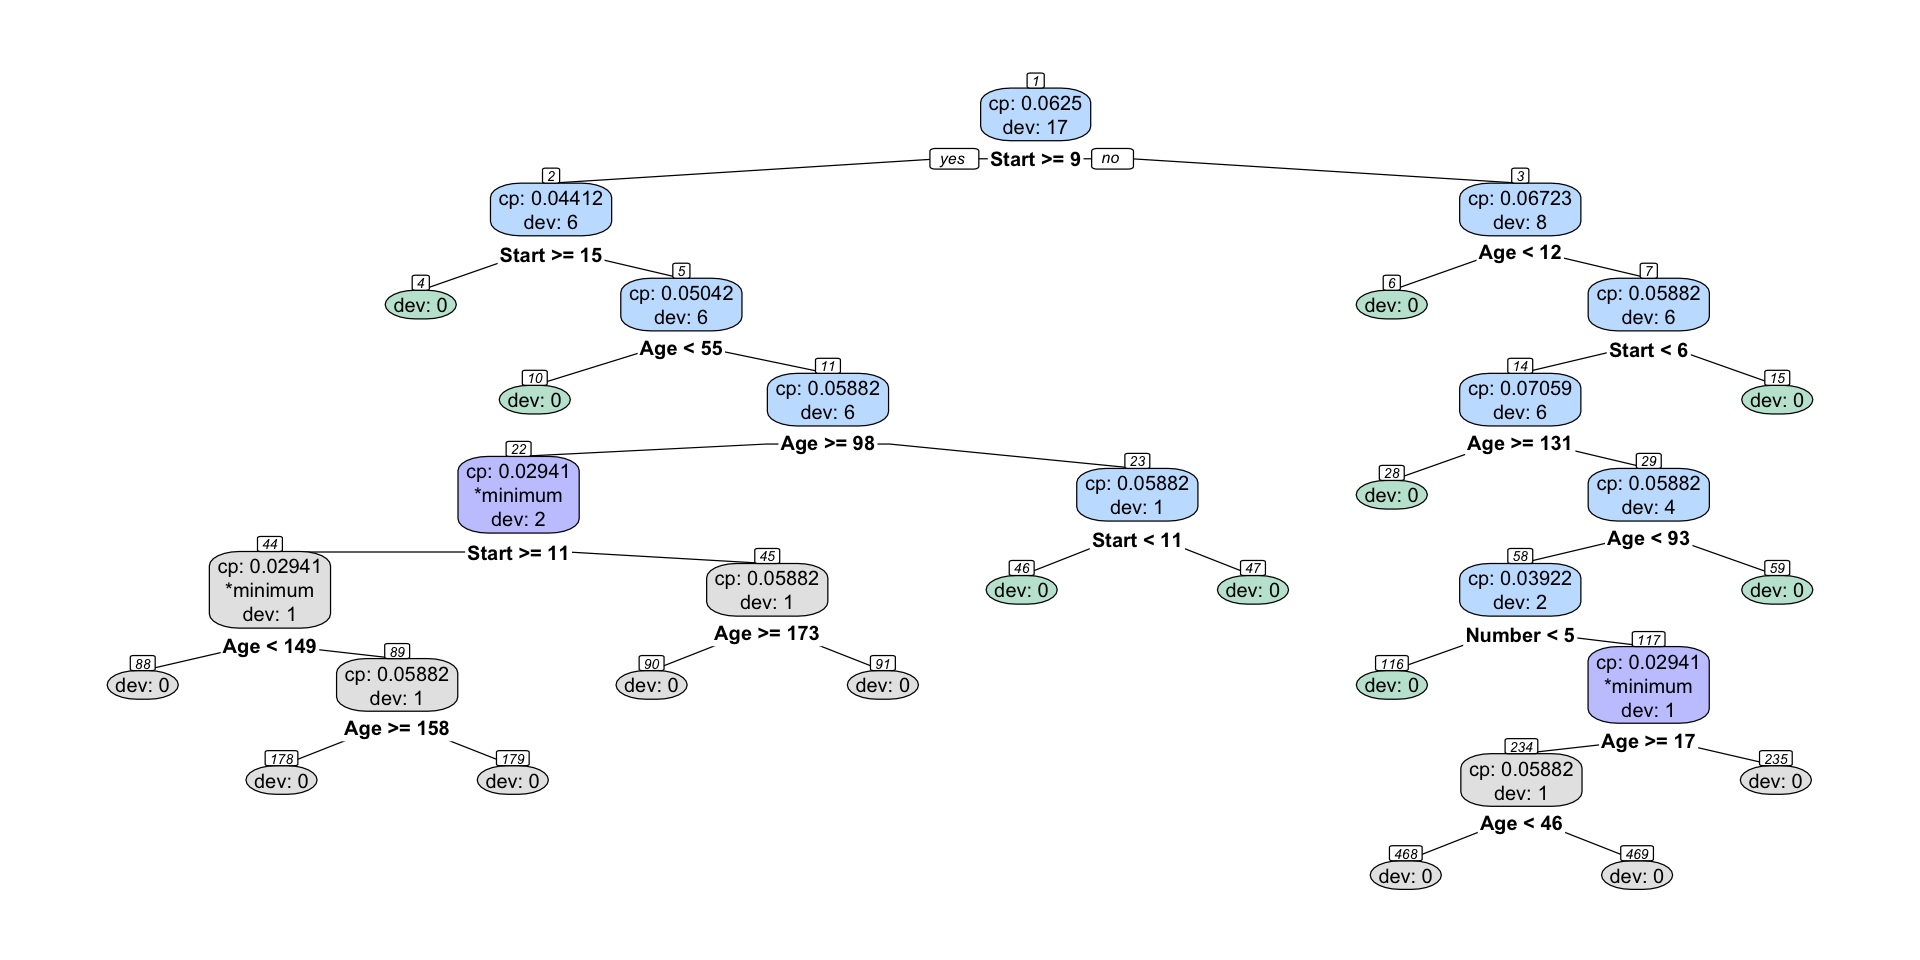 1
cp: 0.0625
dev: 17
yes Start >= 9 no
2
cp: 0.04412
dev: 6
3
cp: 0.06723
dev: 8
Start >= 15
Age < 12
4
dev: 0
5
cp: 0.05042
dev: 6
6
dev: 0
7
cp: 0.05882
dev: 6
Age < 55
Start < 6
10
dev: 0
11
cp: 0.05882
dev: 6
14
cp: 0.07059
dev: 6
15
dev: 0
Age >= 98
Age >= 131
22
cp: 0.02941
*minimum
dev: 2
23
cp: 0.05882
dev: 1
28
dev: 0
29
cp: 0.05882
dev: 4
Start >= 11
Start < 11
Age < 93
44
cp: 0.02941
*minimum
dev: 1
45
cp: 0.05882
dev: 1
46
dev: 0
47
dev: 0
58
cp: 0.03922
dev: 2
59
dev: 0
Age < 149
Age >= 173
Number < 5
88
dev: 0
89
cp: 0.05882
dev: 1
90
dev: 0
91
dev: 0
116
dev: 0
117
cp: 0.02941
*minimum
dev: 1
Age >= 158
Age >= 17
178
dev: 0
179
dev: 0
234
cp: 0.05882
dev: 1
235
dev: 0
Age < 46
468
dev: 0
469
dev: 0